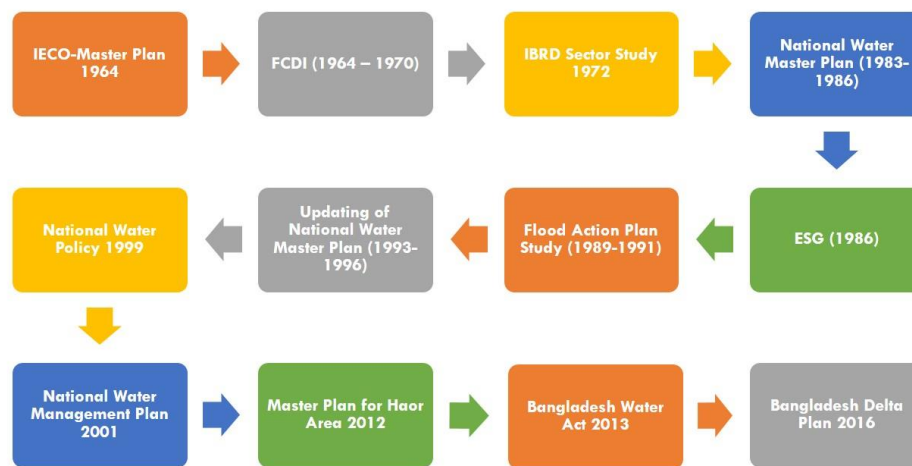 IECO-Master Plan
1964
FCDI (1964 – 1970)
IBRD Sector Study
1972
National Water
Master Plan (1983-
1986)
ESG (1986)
Flood Action Plan
Study (1989-1991)
Updating of
National Water
Master Plan (1993-
1996)
National Water
Policy 1999
National Water
Management Plan
2001
Master Plan for Haor
Area 2012
Bangladesh Water
Act 2013
Bangladesh Delta
Plan 2016